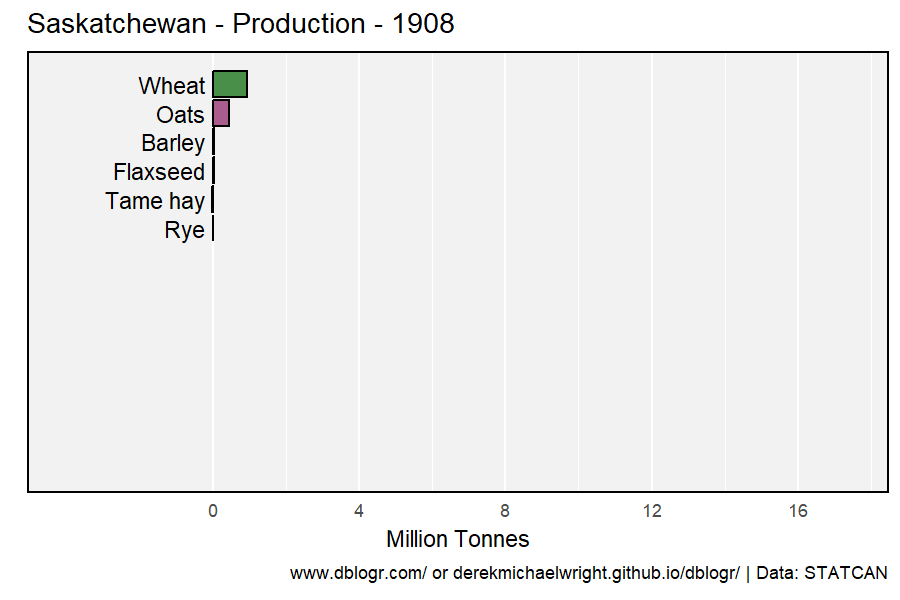 Saskatchewan - Production - 1908
Wheat
Oats
Barley
Flaxseed
Tame hay
Rye
0 4 8 12 16
Million Tonnes
www.dblogr.com/ or derekmichaelwright.github.io/dblogr/ | Data: STATCAN